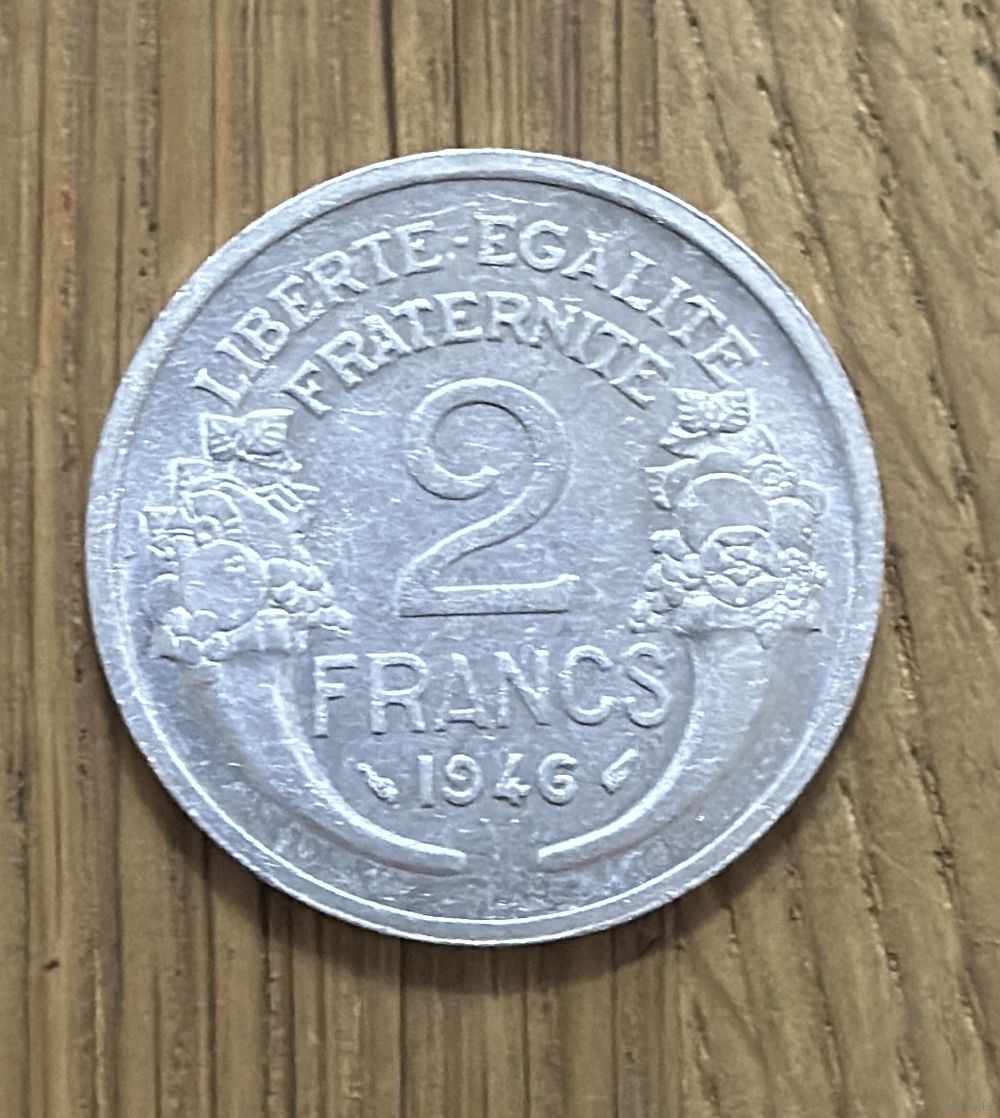 LIBERTE·EGALITE
FRATERNITE
2
FRANCS
1946